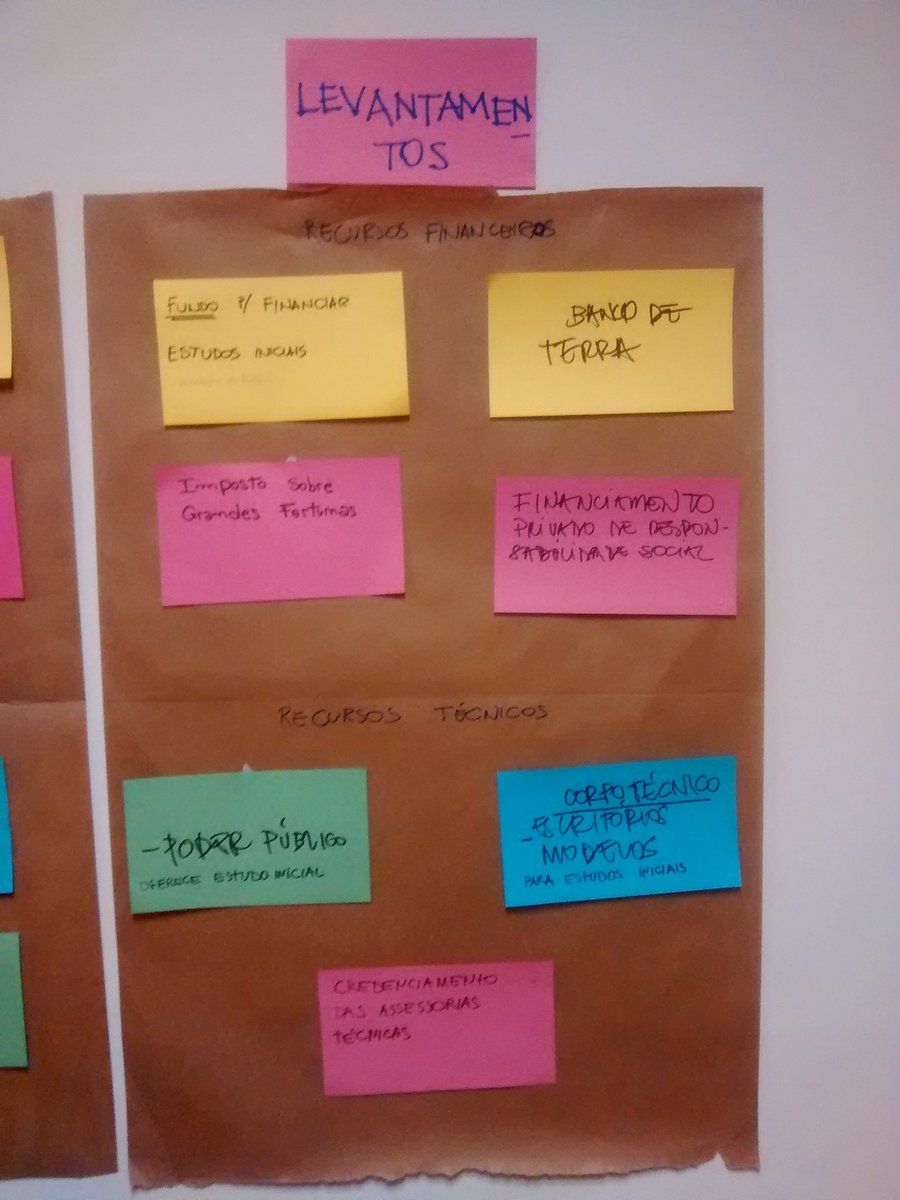 LEVANTAMEN
TOS
RECURSOS FINANCEIROS
FUNDO P/ FINANCIAR
ESTUDOS INICIAIS
BANCO DE
TERRA
Imposto Sobre
Grandes Fortunas
FINANCIAMENTO
PRIVADO DE RESPON-
SABILIDADE SOCIAL
RECURSOS TÉCNICOS
- PODER PÚBLICO
OFERECE ESTUDO INICIAL
CORPO TÉCNICO
- ESCRITÓRIOS
MODELOS
PARA ESTUDOS INICIAIS
CREDENCIAMENTO
DAS ASSESSORIAS
TÉCNICAS